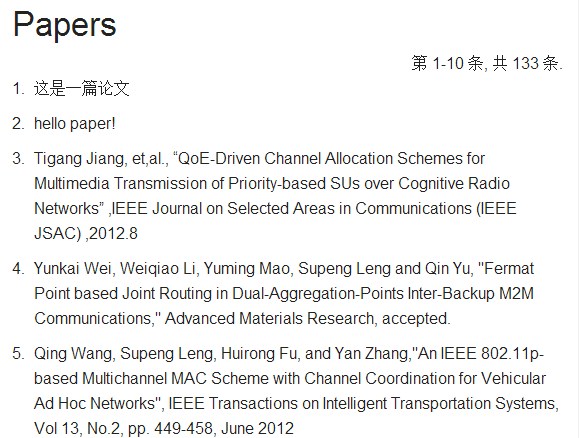 Papers
第 1-10 条, 共 133 条.
1. 这是一篇论文
2. hello paper!
3. Tigang Jiang, et,al., “QoE-Driven Channel Allocation Schemes for
Multimedia Transmission of Priority-based SUs over Cognitive Radio
Networks” ,IEEE Journal on Selected Areas in Communications (IEEE
JSAC) ,2012.8
4. Yunkai Wei, Weiqiao Li, Yuming Mao, Supeng Leng and Qin Yu, "Fermat
Point based Joint Routing in Dual-Aggregation-Points Inter-Backup M2M
Communications," Advanced Materials Research, accepted.
5. Qing Wang, Supeng Leng, Huirong Fu, and Yan Zhang,"An IEEE 802.11p-
based Multichannel MAC Scheme with Channel Coordination for Vehicular
Ad Hoc Networks", IEEE Transactions on Intelligent Transportation Systems,
Vol 13, No.2, pp. 449-458, June 2012